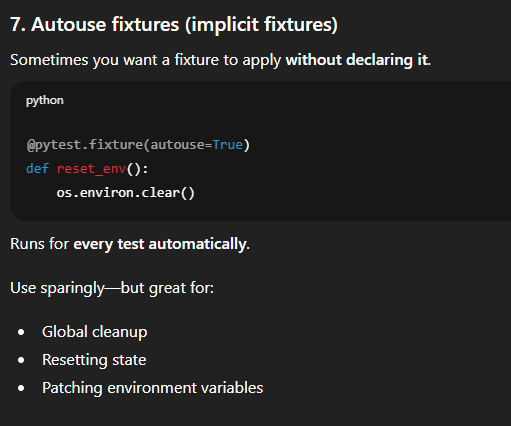 7. Autouse fixtures (implicit fixtures)
Sometimes you want a fixture to apply without declaring it.
python
@pytest.fixture(autouse=True)
def reset_env():
    os.environ.clear()
Runs for every test automatically.
Use sparingly—but great for:
• Global cleanup
• Resetting state
• Patching environment variables